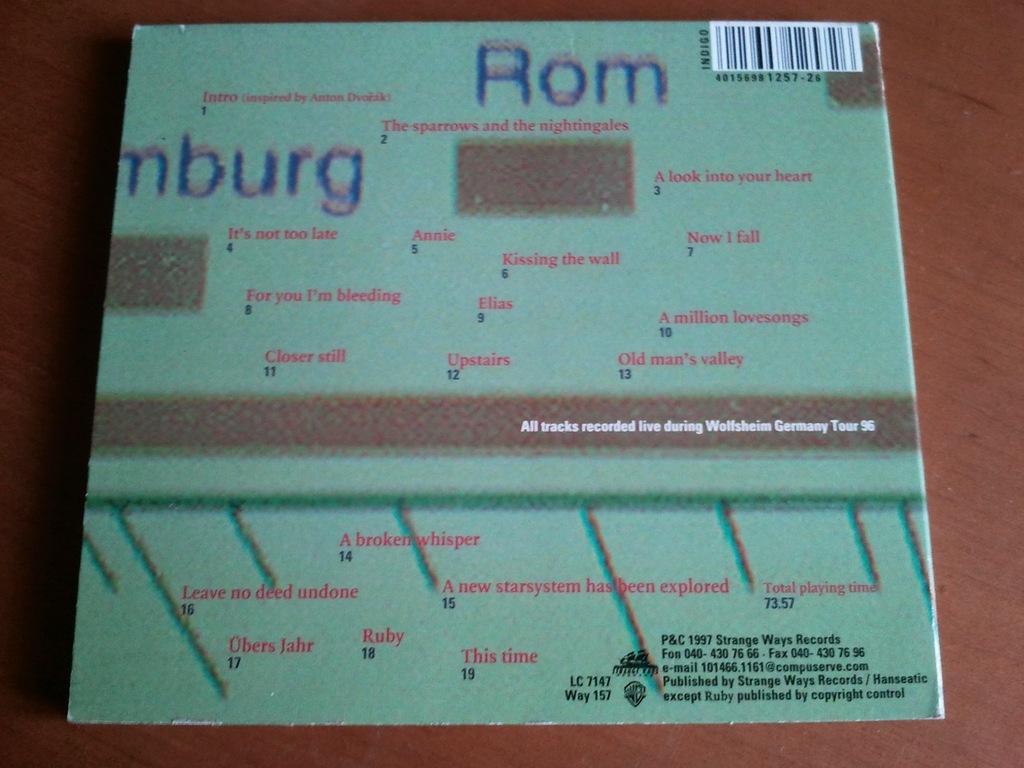 Rom
INDIGO
40156981257-26
Intro (inspired by Anton Dvořák)
1
The sparrows and the nightingales
2
mburg
A look into your heart
3
It's not too late
4
Annie
5
Kissing the wall
6
Now I fall
7
For you I'm bleeding
8
Elias
9
A million lovesongs
10
Closer still
11
Upstairs
12
Old man's valley
13
All tracks recorded live during Wolfsheim Germany Tour 96
A broken whisper
14
A new starsystem has been explored
15
Total playing time
73.57
Leave no deed undone
16
Übers Jahr
17
Ruby
18
This time
19
LC 7147
Way 157
P&C 1997 Strange Ways Records
Fon 040- 430 76 66 · Fax 040- 430 76 96
e-mail 101466.1161@compuserve.com
Published by Strange Ways Records / Hanseatic
except Ruby published by copyright control